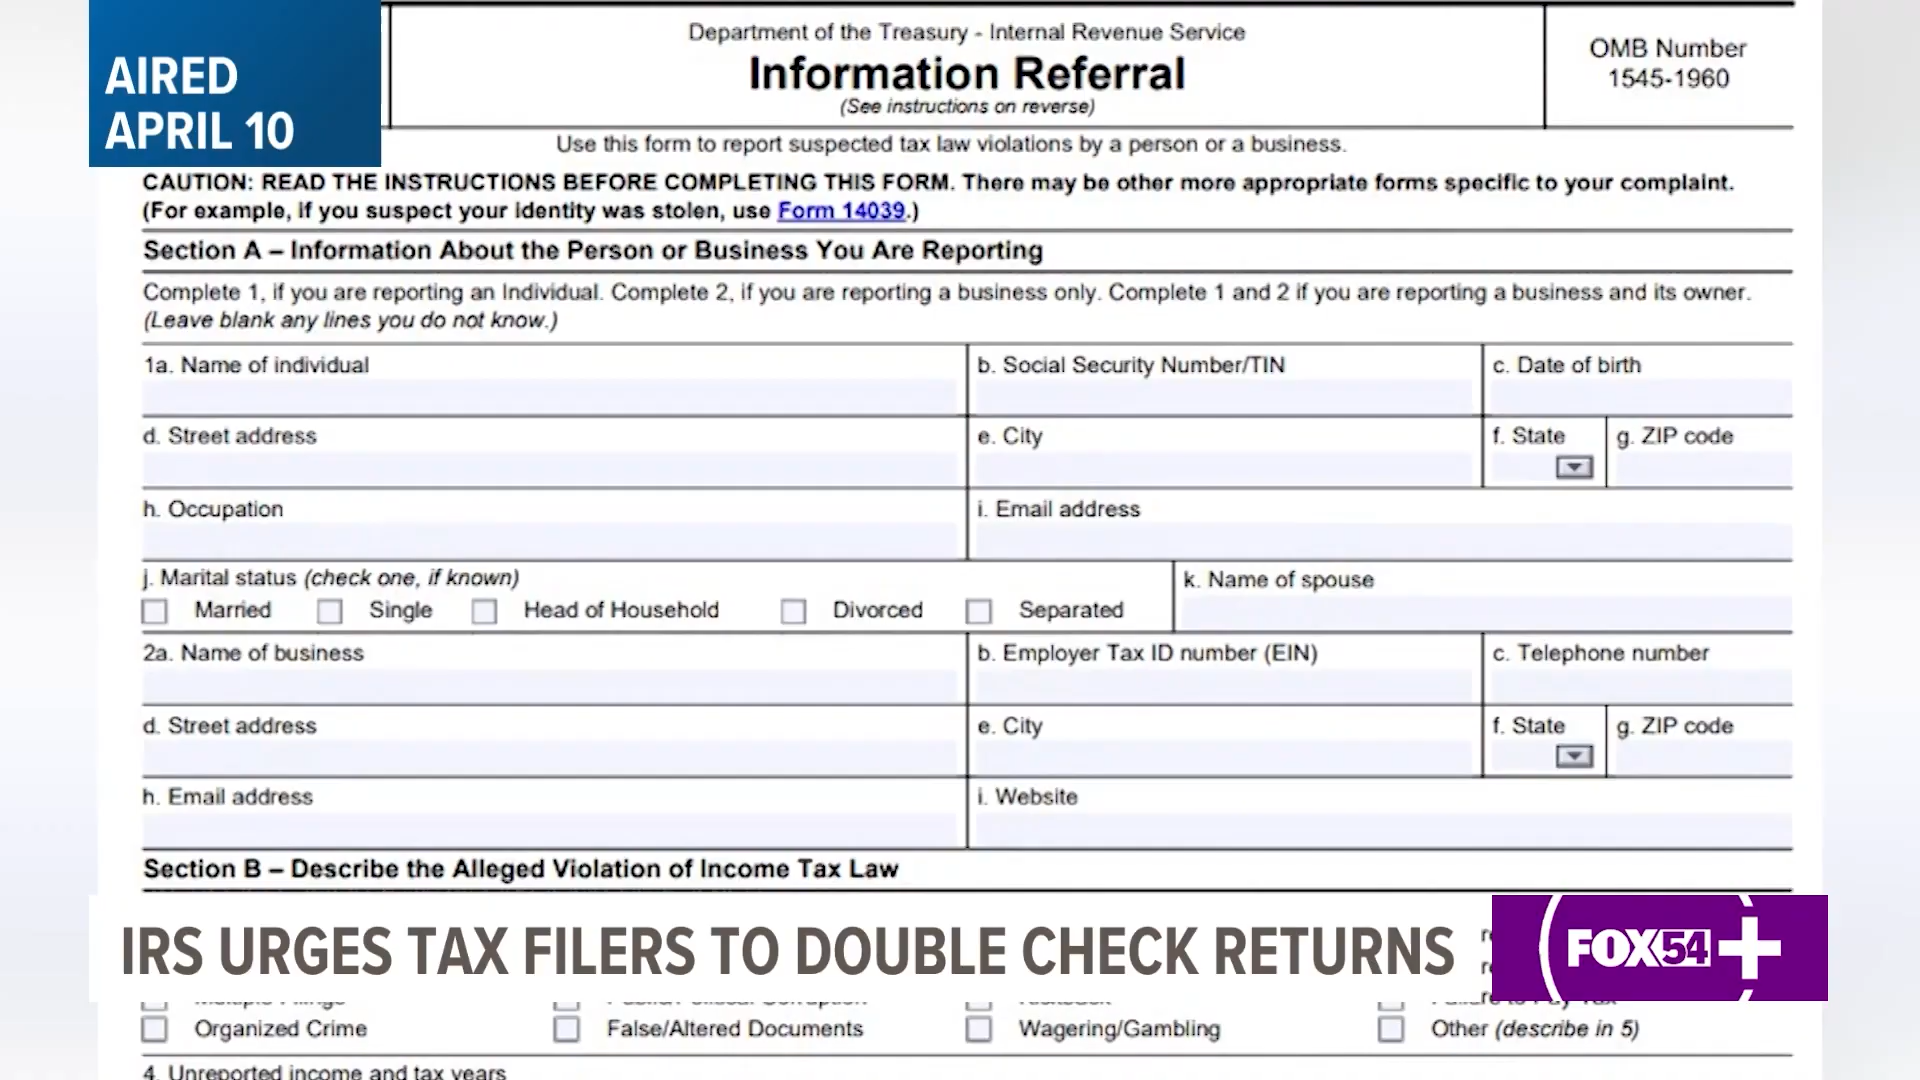 AIRED
APRIL 10
Department of the Treasury - Internal Revenue Service
Information Referral
(See instructions on reverse)
OMB Number
1545-1960
Use this form to report suspected tax law violations by a person or a business.
CAUTION: READ THE INSTRUCTIONS BEFORE COMPLETING THIS FORM. There may be other more appropriate forms specific to your complaint.
(For example, if you suspect your identity was stolen, use Form 14039.)
Section A – Information About the Person or Business You Are Reporting
Complete 1, if you are reporting an Individual. Complete 2, if you are reporting a business only. Complete 1 and 2 if you are reporting a business and its owner.
(Leave blank any lines you do not know.)
1a. Name of individual
b. Social Security Number/TIN
c. Date of birth
d. Street address
e. City
f. State
g. ZIP code
h. Occupation
i. Email address
j. Marital status (check one, if known)
Married
Single
Head of Household
Divorced
Separated
k. Name of spouse
2a. Name of business
b. Employer Tax ID number (EIN)
c. Telephone number
d. Street address
e. City
f. State
g. ZIP code
h. Email address
i. Website
Section B – Describe the Alleged Violation of Income Tax Law
IRS URGES TAX FILERS TO DOUBLE CHECK RETURNS
FOX54+
Organized Crime
False/Altered Documents
Wagering/Gambling
Other (describe in 5)
4. Unreported income and tax years